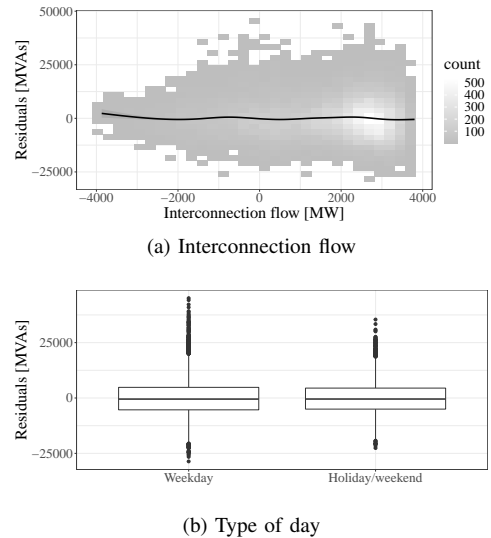 50000
25000
0
−25000
Residuals [MVAs]
−4000 −2000 0 2000 4000
Interconnection flow [MW]
count
500
400
300
200
100
(a) Interconnection flow
25000
0
−25000
Residuals [MVAs]
Weekday Holiday/weekend
(b) Type of day